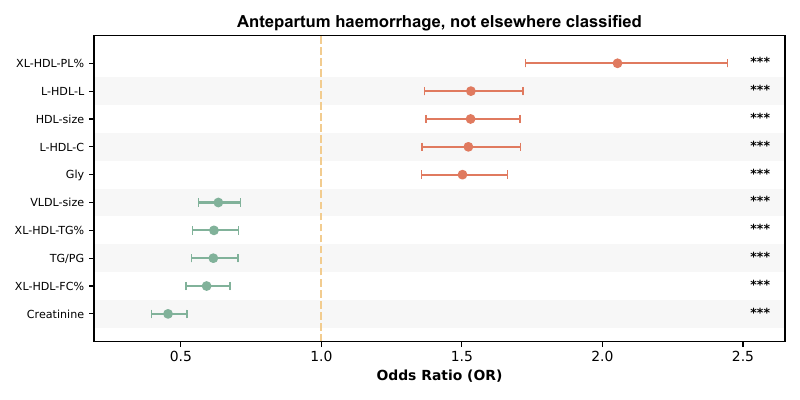 Antepartum haemorrhage, not elsewhere classified
XL-HDL-PL% ***
L-HDL-L ***
HDL-size ***
L-HDL-C ***
Gly ***
VLDL-size ***
XL-HDL-TG% ***
TG/PG ***
XL-HDL-FC% ***
Creatinine ***
0.5 1.0 1.5 2.0 2.5
Odds Ratio (OR)